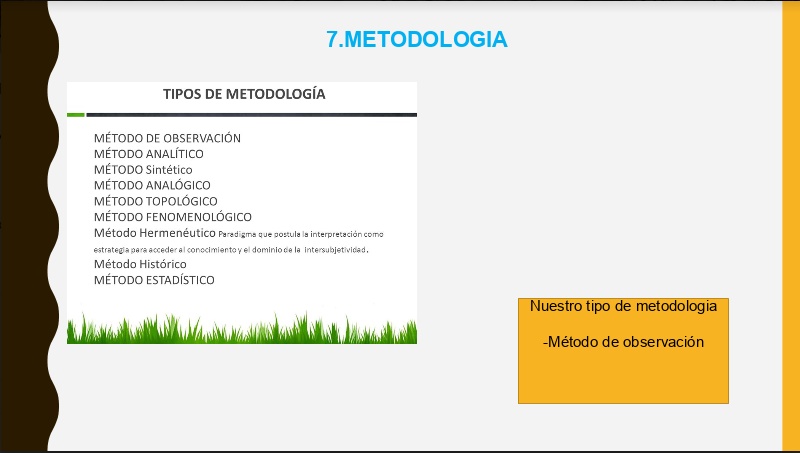 7.METODOLOGIA
TIPOS DE METODOLOGÍA
MÉTODO DE OBSERVACIÓN
MÉTODO ANALÍTICO
MÉTODO Sintético
MÉTODO ANALÓGICO
MÉTODO TOPOLÓGICO
MÉTODO FENOMENOLÓGICO
Método Hermenéutico Paradigma que postula la interpretación como
estrategia para acceder al conocimiento y el dominio de la intersubjetividad.
Método Histórico
MÉTODO ESTADÍSTICO
Nuestro tipo de metodologia
-Método de observación